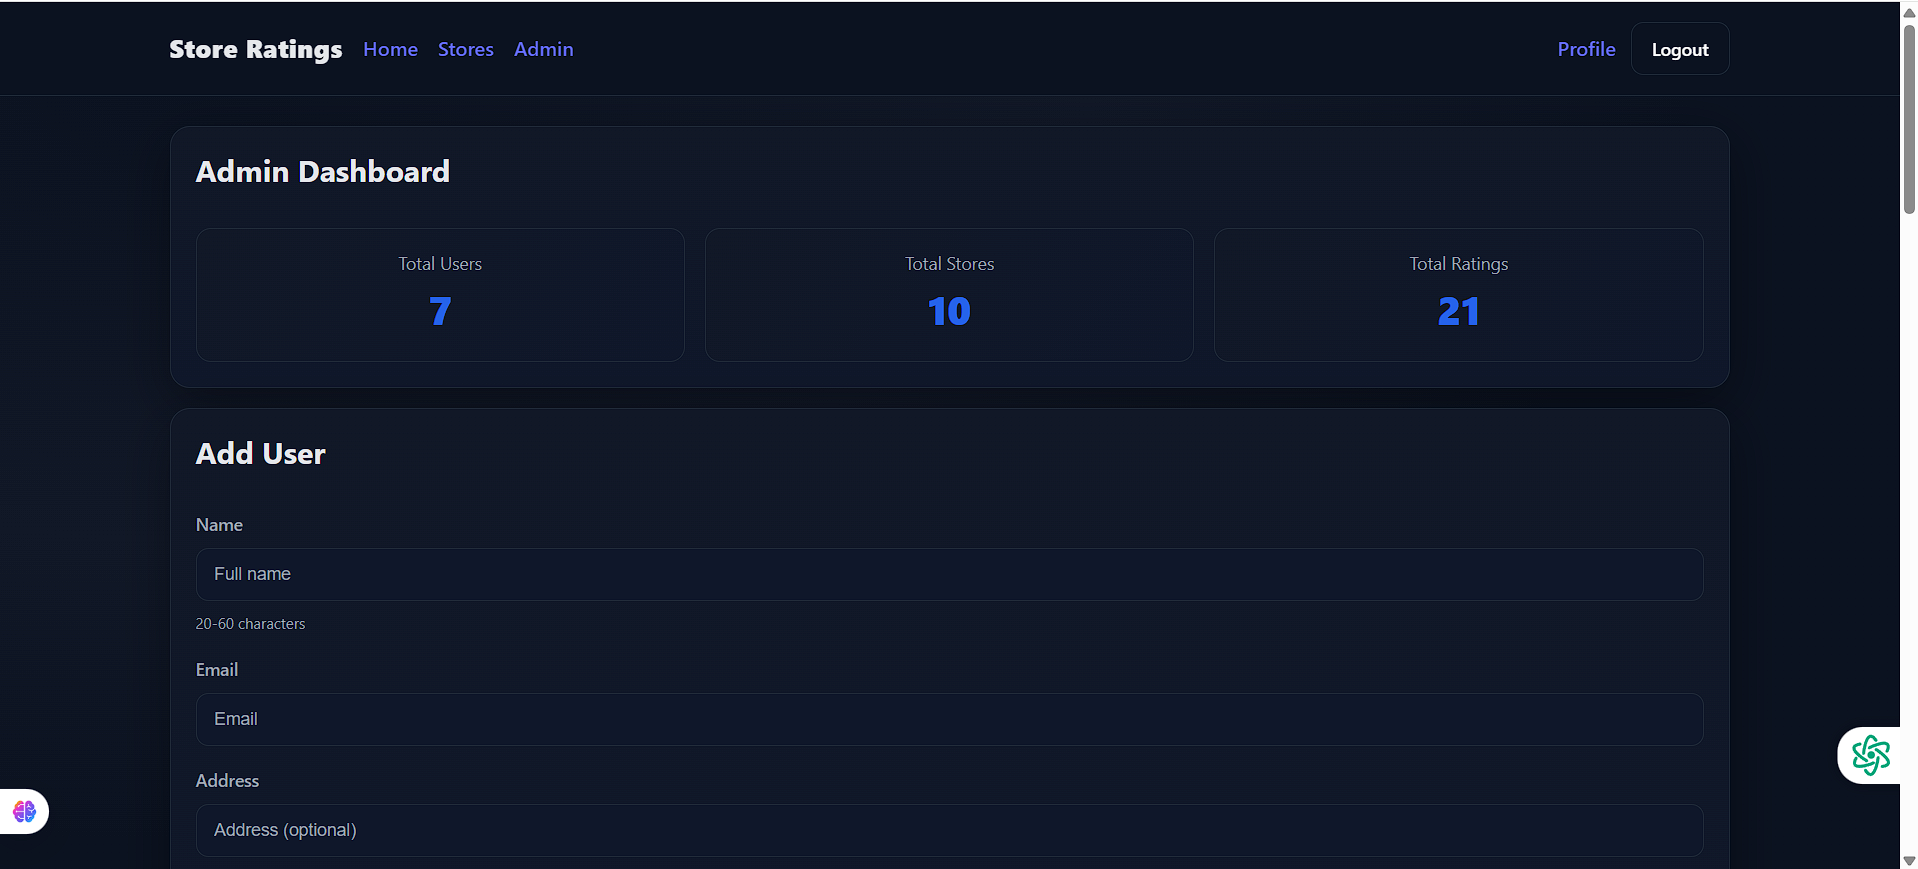 Store Ratings Home Stores Admin Profile Logout
Admin Dashboard
Total Users Total Stores Total Ratings
7 10 21
Add User
Name
Full name
20-60 characters
Email
Email
Address
Address (optional)